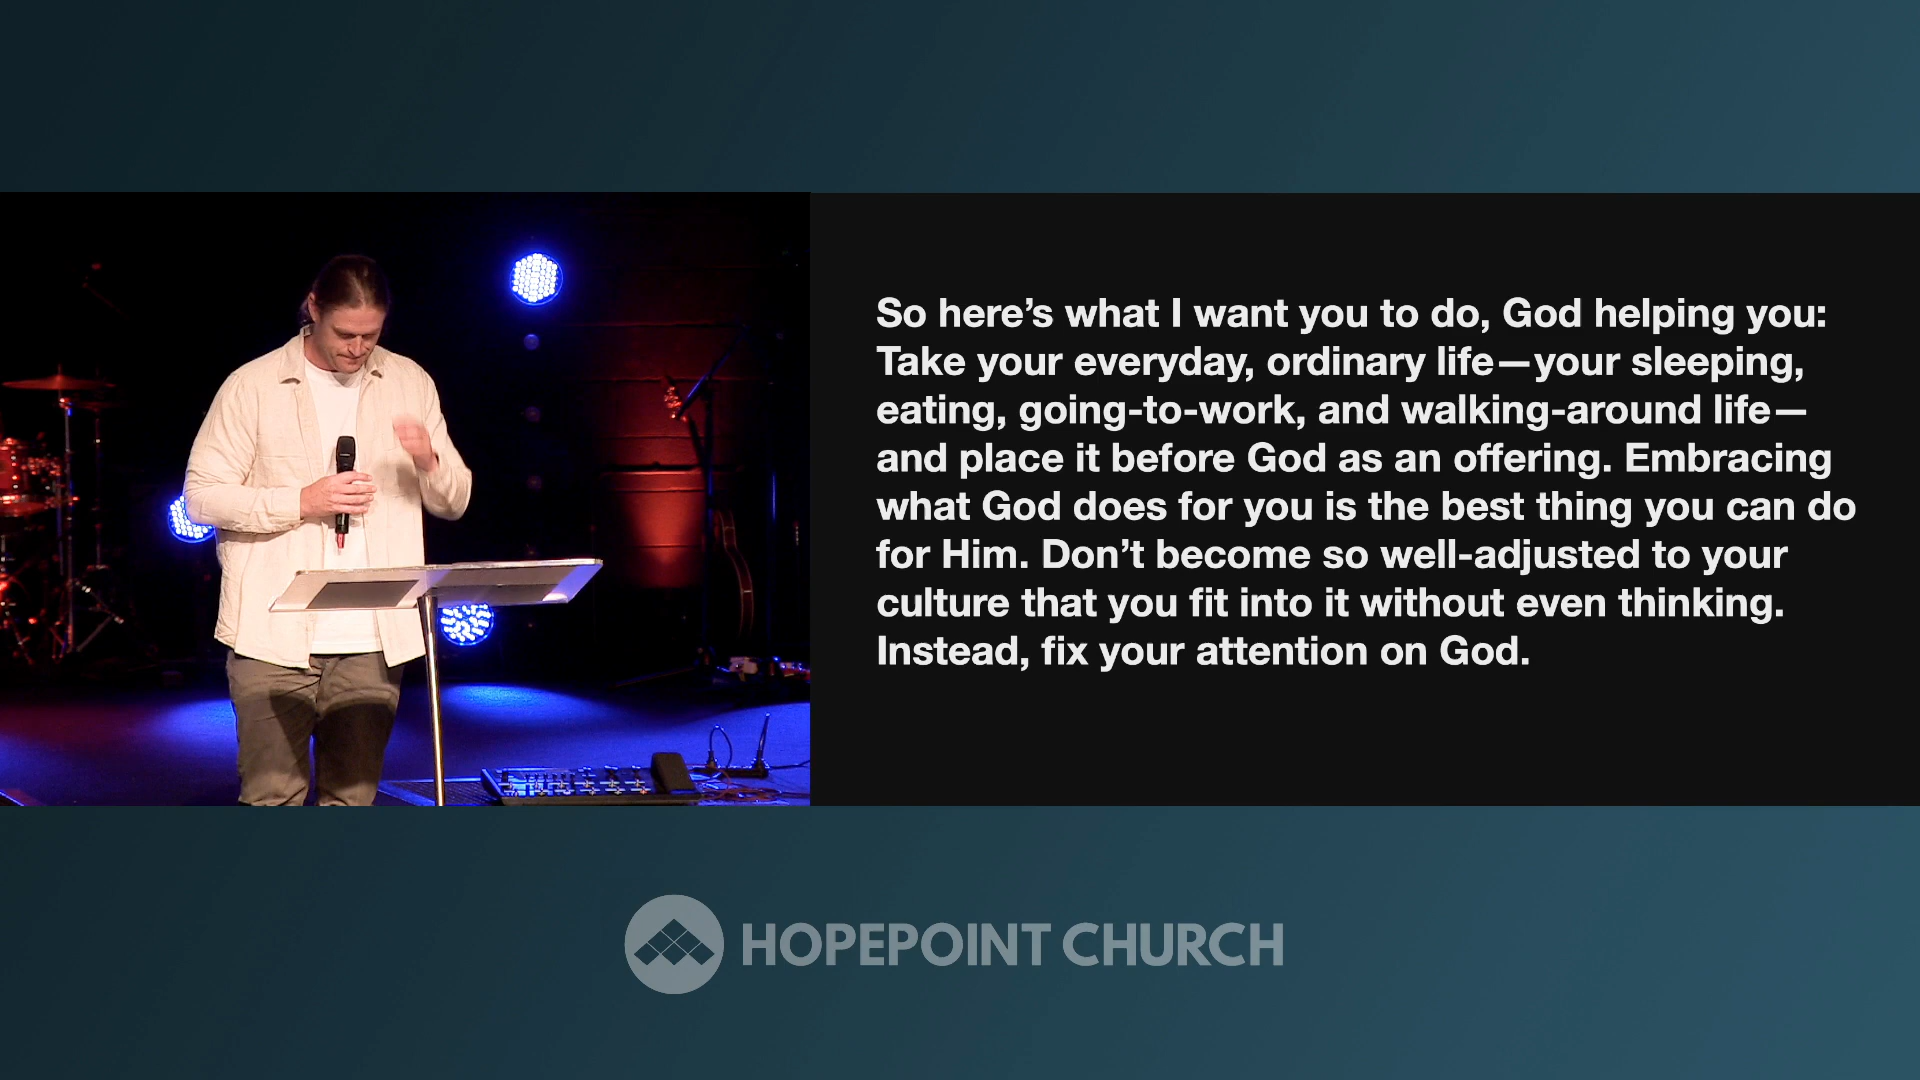 So here’s what I want you to do, God helping you:
Take your everyday, ordinary life—your sleeping,
eating, going-to-work, and walking-around life—
and place it before God as an offering. Embracing
what God does for you is the best thing you can do
for Him. Don’t become so well-adjusted to your
culture that you fit into it without even thinking.
Instead, fix your attention on God.
HOPEPOINT CHURCH